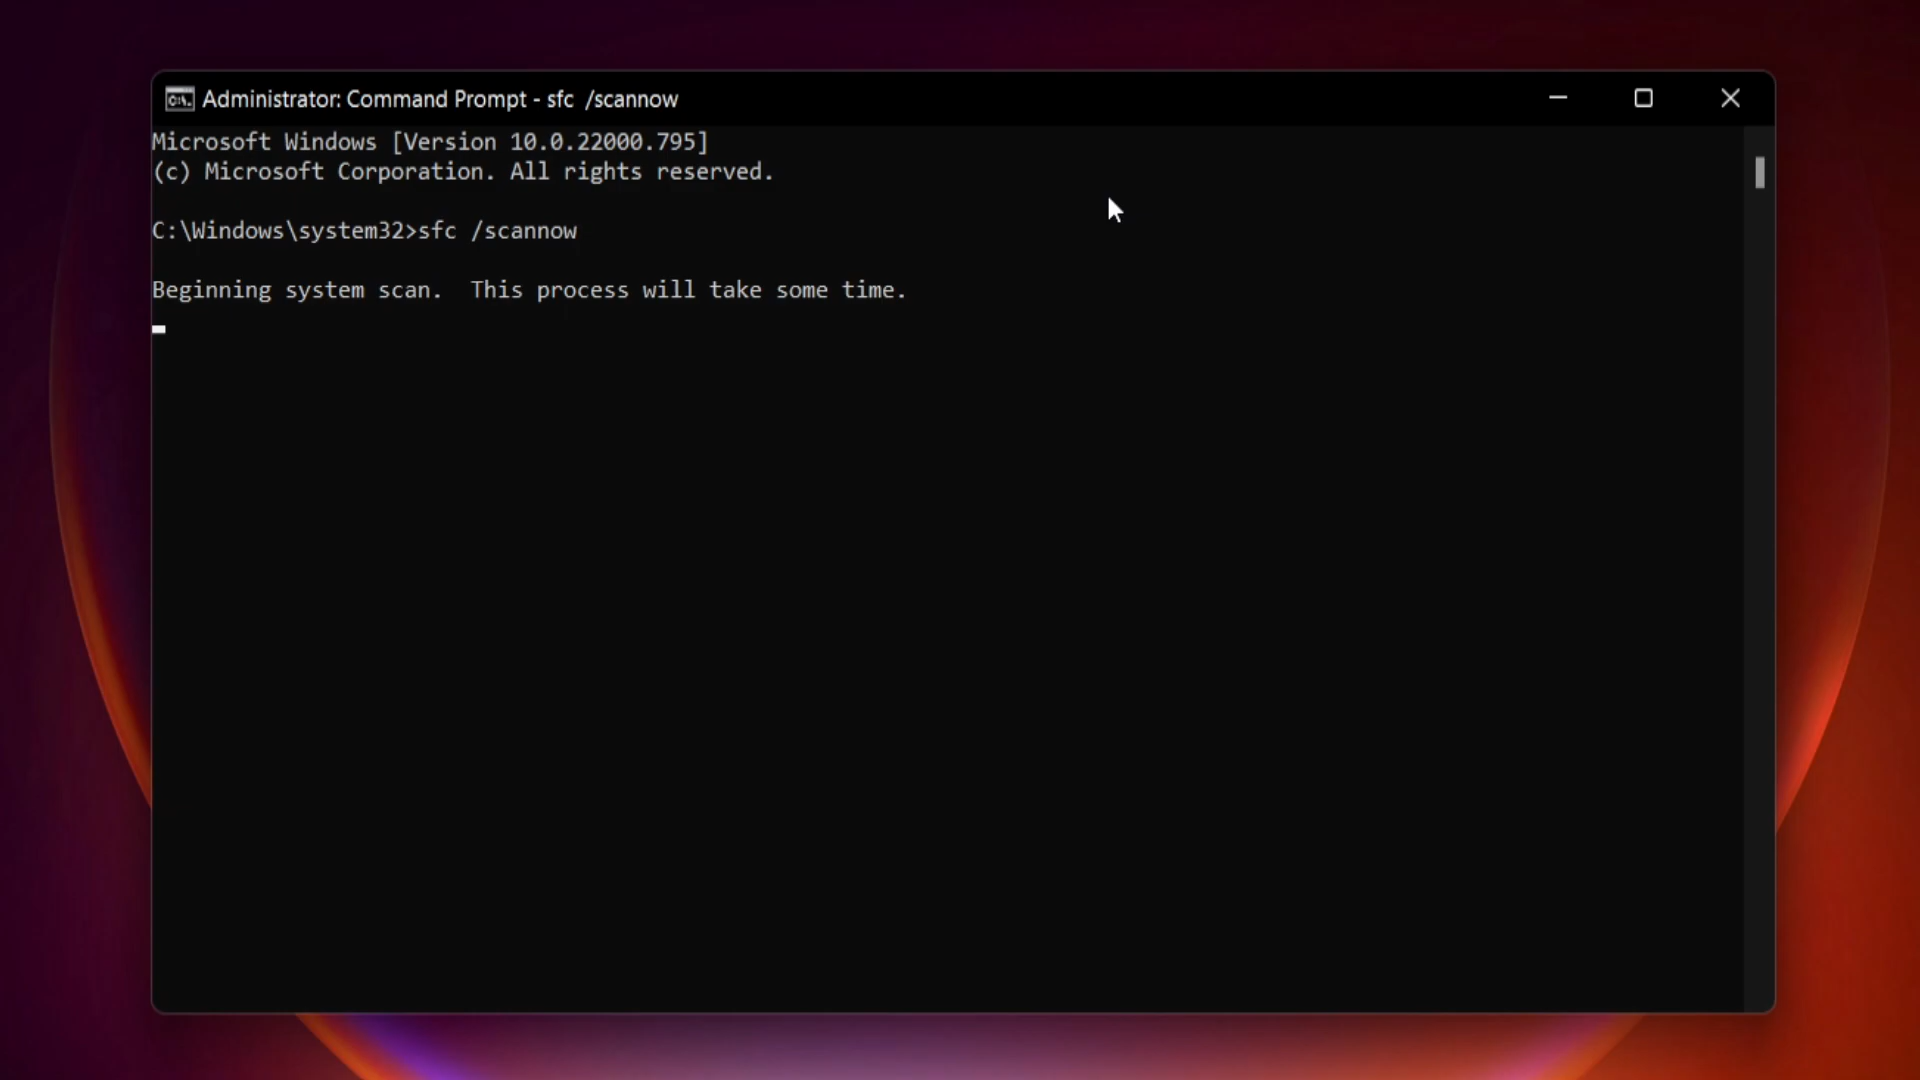 Administrator: Command Prompt - sfc  /scannow
Microsoft Windows [Version 10.0.22000.795]
(c) Microsoft Corporation. All rights reserved.
C:\Windows\system32>sfc /scannow
Beginning system scan.  This process will take some time.